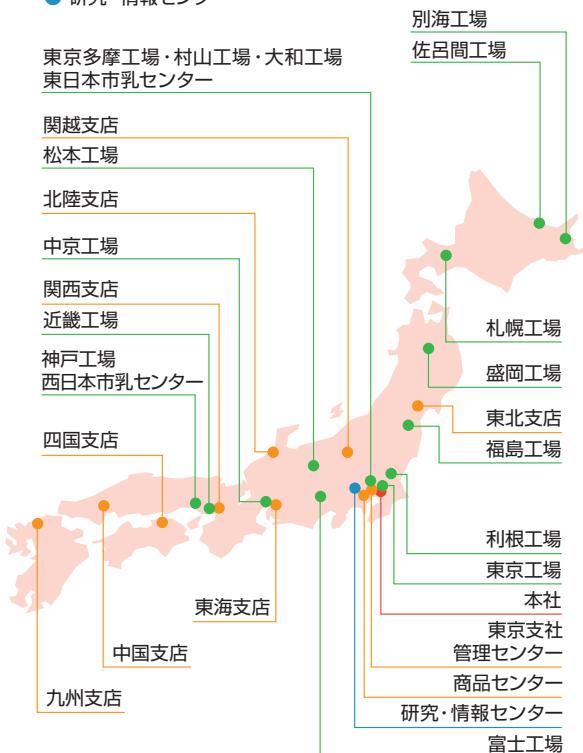 研究・情報センター
別海工場
佐呂間工場
東京多摩工場・村山工場・大和工場
東日本市乳センター
関越支店
松本工場
北陸支店
中京工場
関西支店
近畿工場
神戸工場
西日本市乳センター
四国支店
札幌工場
盛岡工場
東北支店
福島工場
利根工場
東京工場
本社
東京支社
管理センター
商品センター
研究・情報センター
富士工場
東海支店
中国支店
九州支店